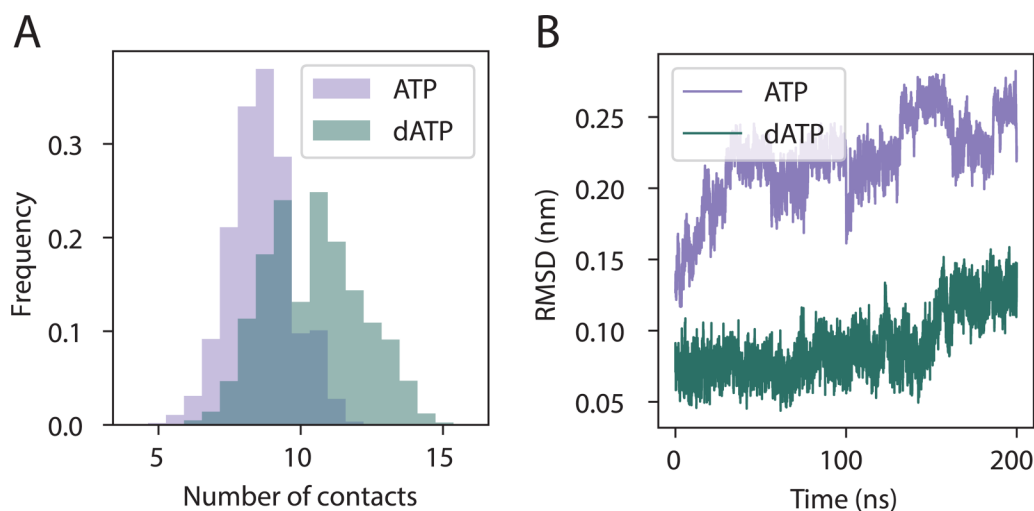 A
ATP
dATP
Frequency
0.3
0.2
0.1
0.0
5
10
15
Number of contacts
B
ATP
dATP
RMSD (nm)
0.25
0.20
0.15
0.10
0.05
0
100
200
Time (ns)